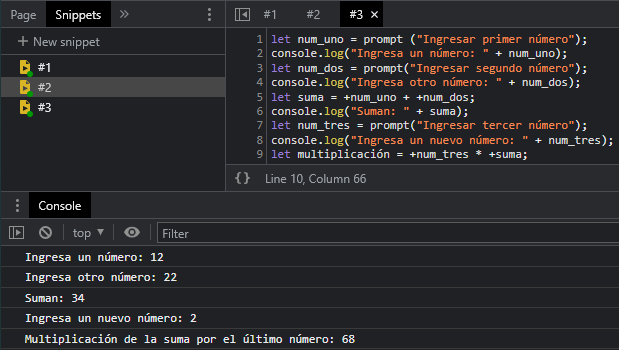 Page Snippets »
+ New snippet
#1
#2
#3
#1 #2 #3 ×
1 let num_uno = prompt ("Ingresar primer número");
2 console.log("Ingresa un número: " + num_uno);
3 let num_dos = prompt("Ingresar segundo número");
4 console.log("Ingresa otro número: " + num_dos);
5 let suma = +num_uno + +num_dos;
6 console.log("Suman: " + suma);
7 let num_tres = prompt("Ingresar tercer número");
8 console.log("Ingresa un nuevo número: " + num_tres);
9 let multiplicación = +num_tres * +suma;
{} Line 10, Column 66
Console
top Filter
Ingresa un número: 12
Ingresa otro número: 22
Suman: 34
Ingresa un nuevo número: 2
Multiplicación de la suma por el último número: 68